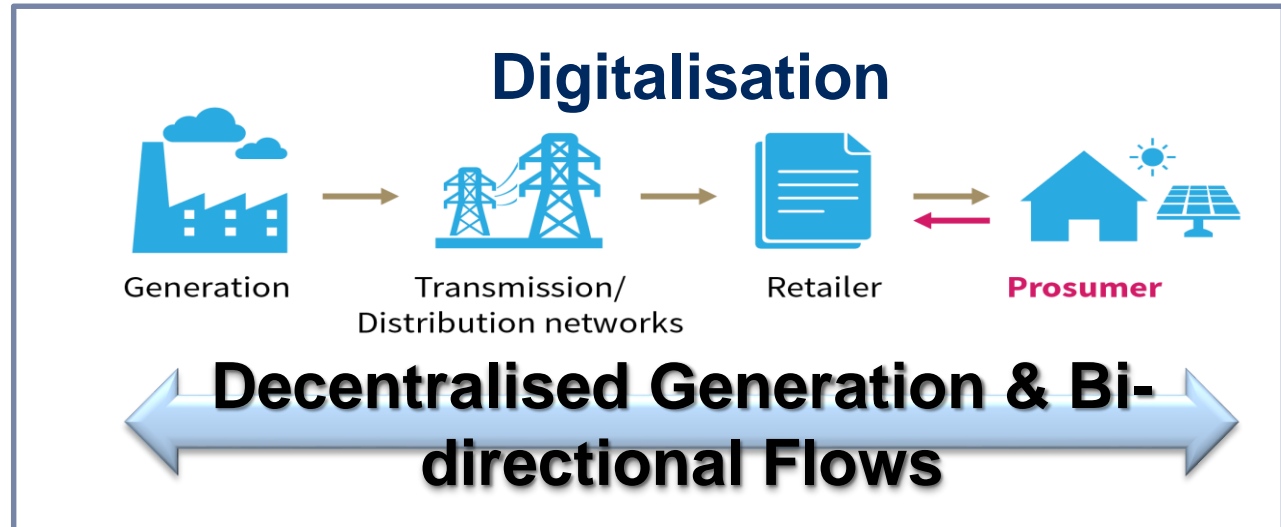 Digitalisation
Generation
Transmission/
Distribution networks
Retailer
Prosumer
Decentralised Generation & Bi-
directional Flows